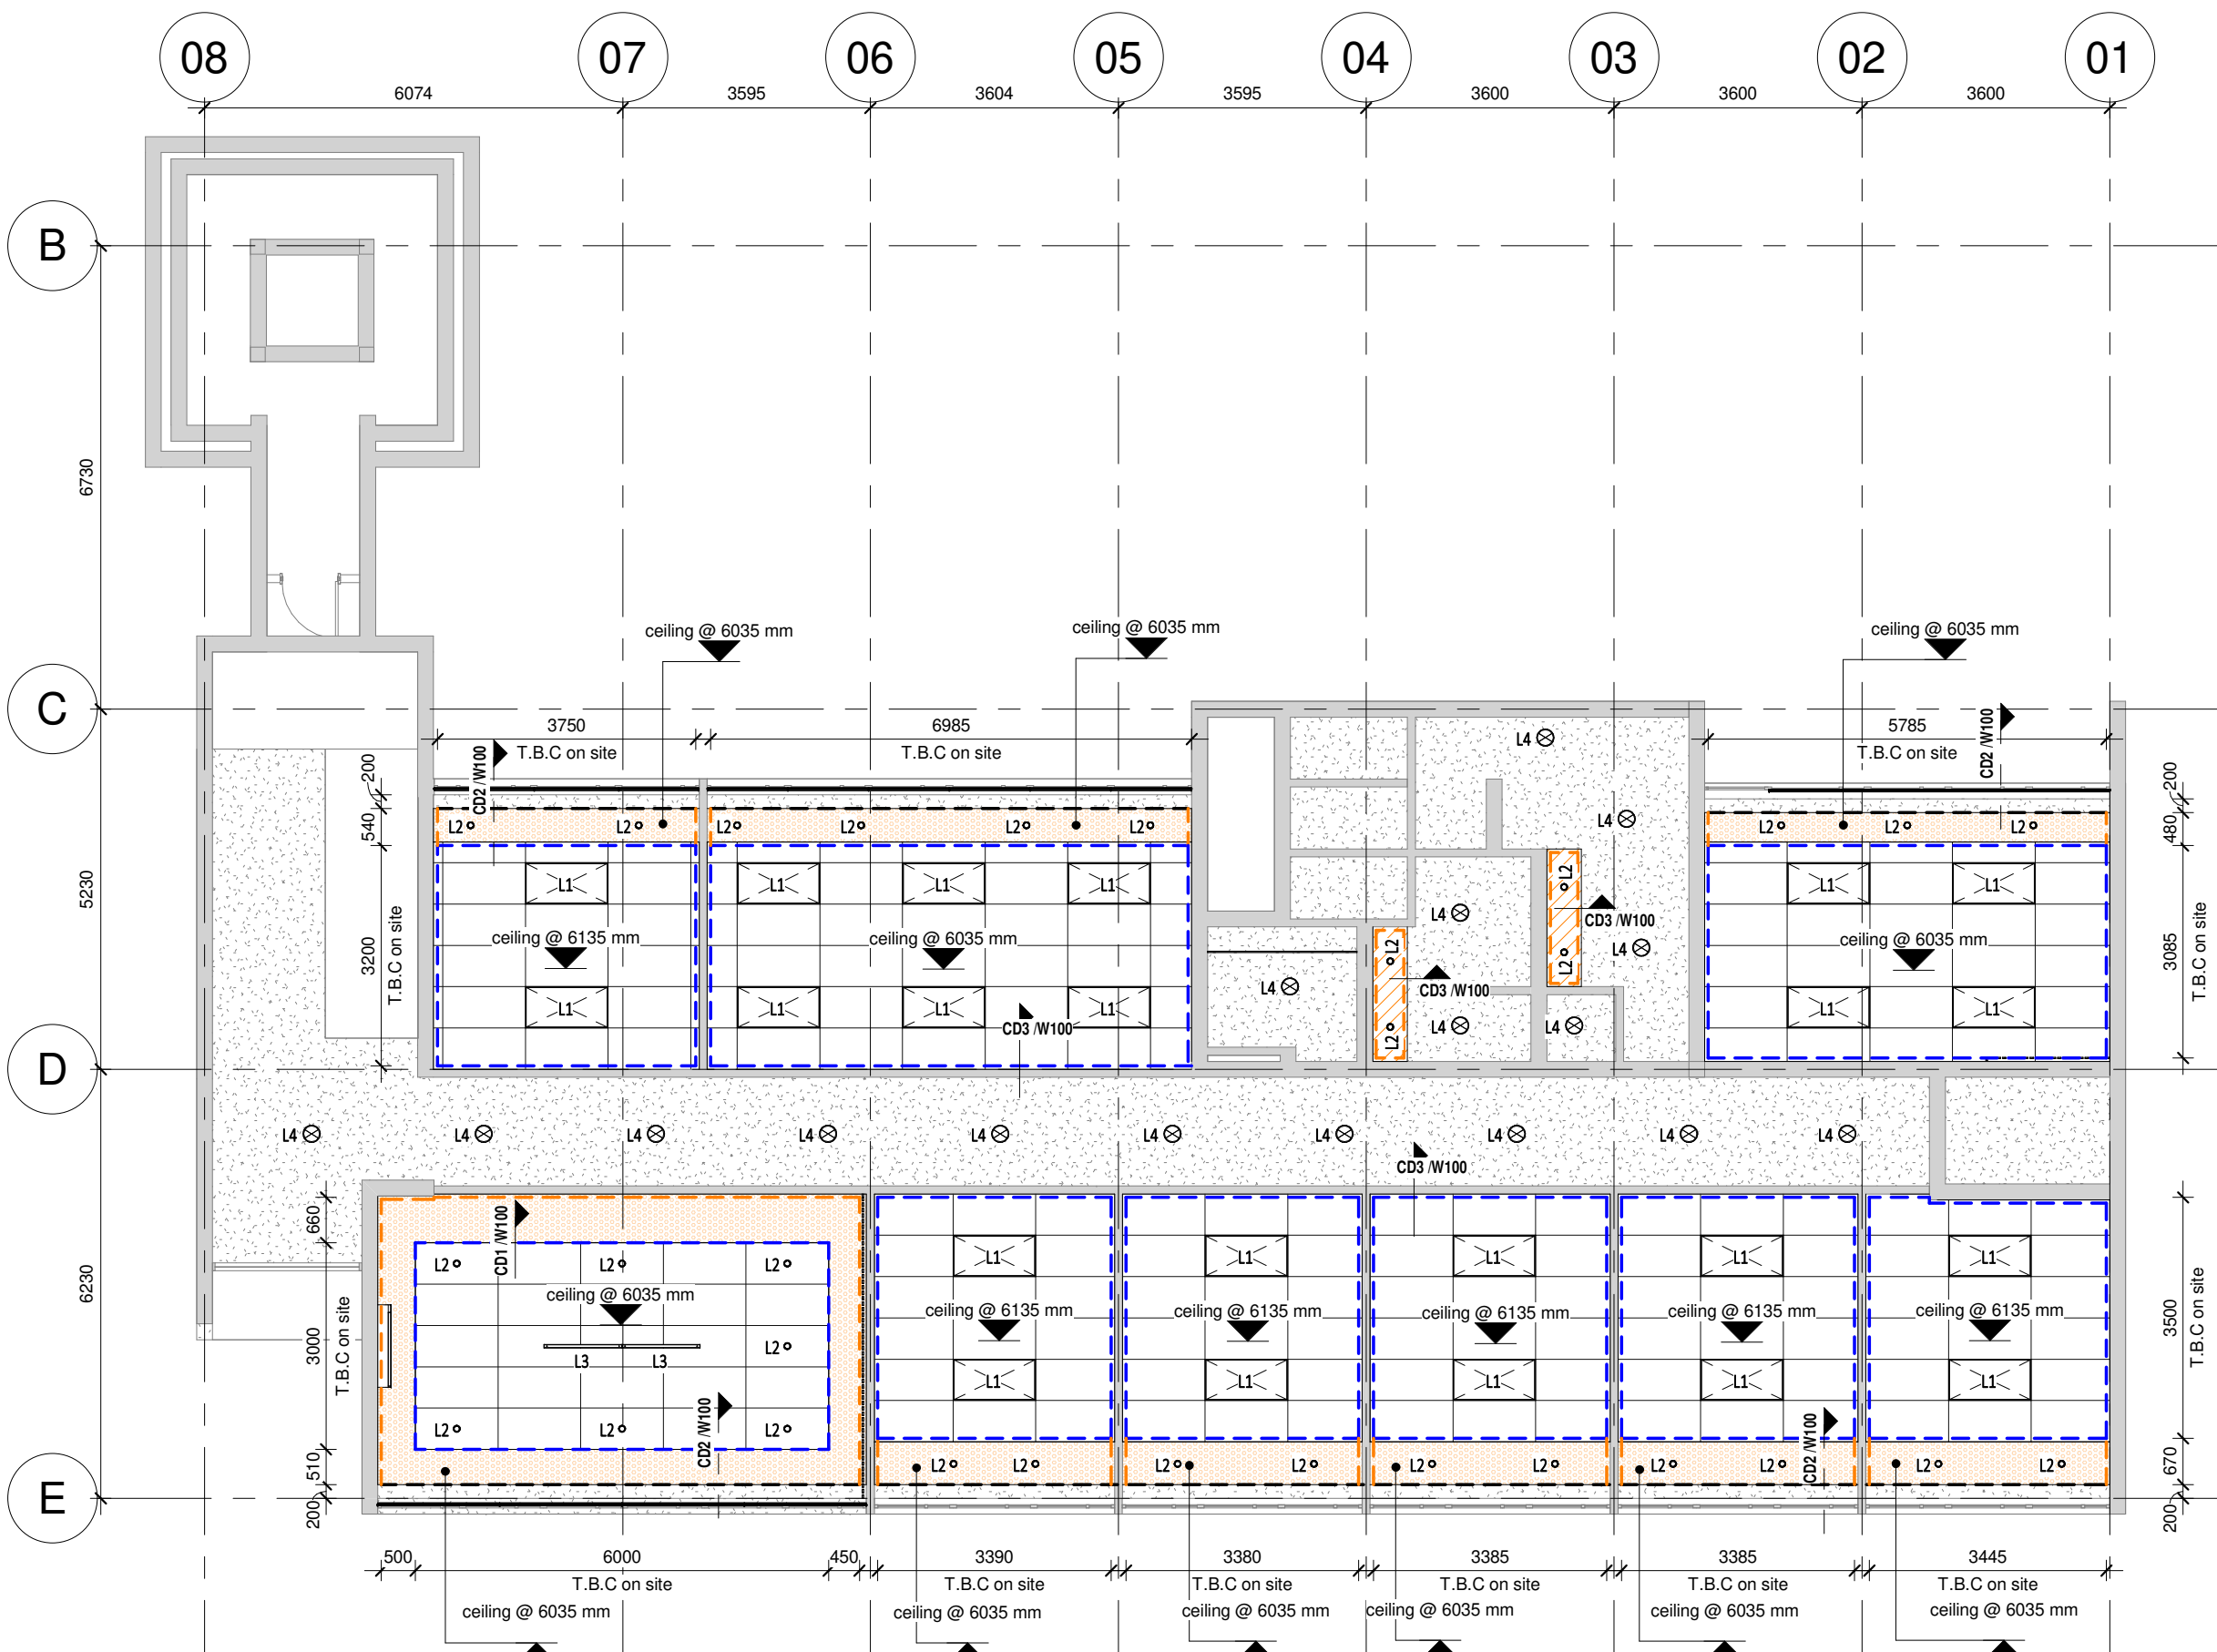 08 07 06 05 04 03 02 01
6074 3595 3604 3595 3600 3600 3600
B
6730
ceiling @ 6035 mm ceiling @ 6035 mm ceiling @ 6035 mm
C
3750 6985 5785
T.B.C on site T.B.C on site T.B.C on site
CD2 /W100 CD2 /W100
200 200
L4
540 480
L2 L2 L2 L2 L2 L2 L4 L2 L2 L2
5230
L1 L1 L1 L1 L2 L1 L1
L4
CD3 /W100
3200
T.B.C on site
3085
T.B.C on site
ceiling @ 6135 mm ceiling @ 6035 mm L2 L2 L4 ceiling @ 6035 mm
L4 CD3 /W100
L1 L1 L1 L1 L1 L1
CD3 /W100 L2 L4 L4
D
L4 L4 L4 L4 L4 L4 L4 L4 L4 L4
CD3 /W100
660
CD1 /W100
L2 L2 L2 L1 L1 L1 L1 L1
6230
3000
T.B.C on site
3500
T.B.C on site
ceiling @ 6035 mm ceiling @ 6135 mm ceiling @ 6135 mm ceiling @ 6135 mm ceiling @ 6135 mm ceiling @ 6135 mm
L3 L3 L2
L1 L1 L1 L1 L1
L2 L2 L2
CD2 /W100 CD2 /W100
510 670
L2 L2 L2 L2 L2 L2 L2 L2
L2 L2
E
200 200
500 6000 450 3390 3380 3385 3385 3445
T.B.C on site T.B.C on site T.B.C on site T.B.C on site T.B.C on site T.B.C on site
ceiling @ 6035 mm ceiling @ 6035 mm ceiling @ 6035 mm ceiling @ 6035 mm ceiling @ 6035 mm ceiling @ 6035 mm